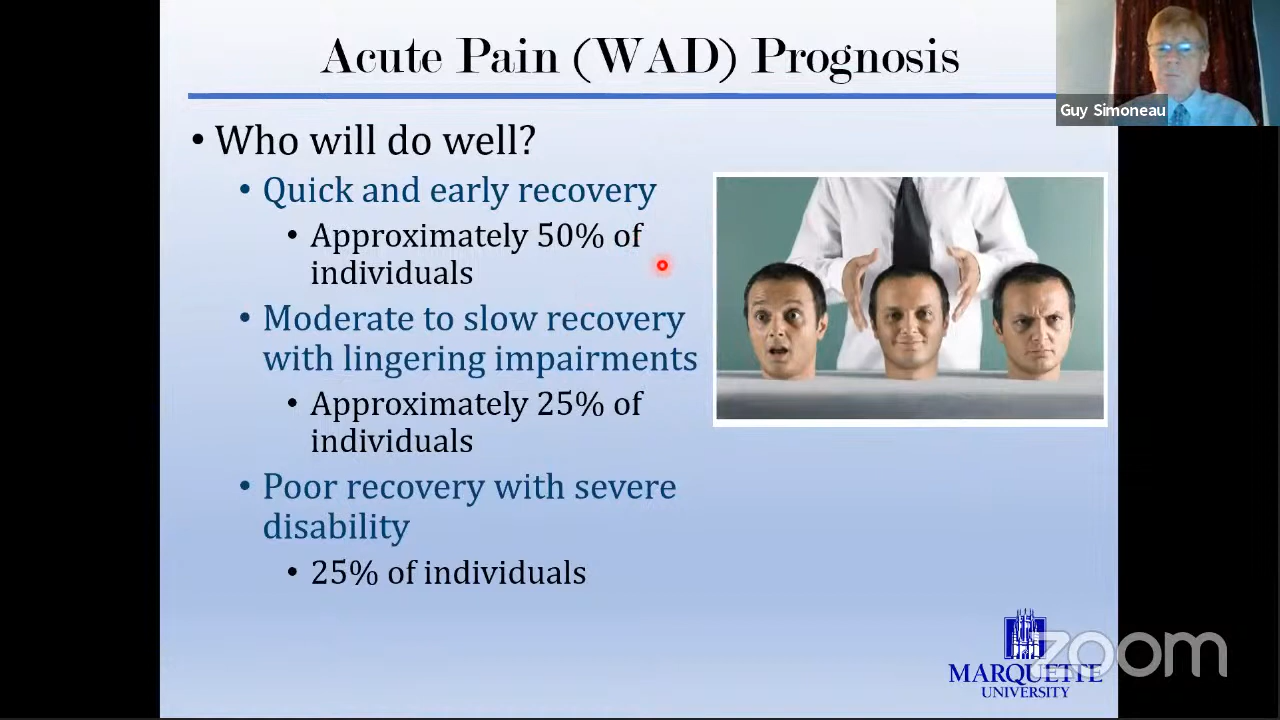 Acute Pain (WAD) Prognosis
Guy Simoneau
• Who will do well?
• Quick and early recovery
• Approximately 50% of
individuals
• Moderate to slow recovery
with lingering impairments
• Approximately 25% of
individuals
• Poor recovery with severe
disability
• 25% of individuals
zoom
MARQUETTE
UNIVERSITY